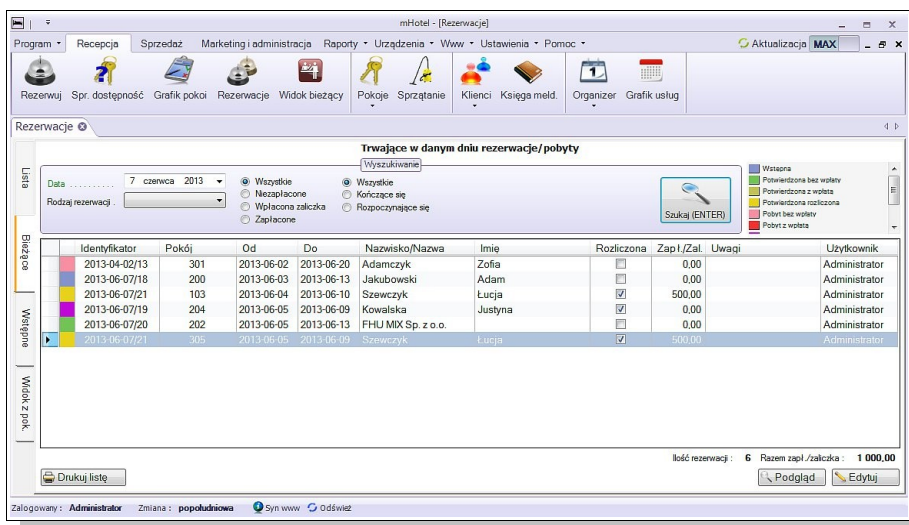 mHotel - [Rezerwacje]
Program Recepcja Sprzedaż Marketing i administracja Raporty Urządzenia Www Ustawienia Pomoc Aktualizacja MAX
Rezerwuj Spr. dostępność Grafik pokoi Rezerwacje Widok bieżący Pokoje Sprzątanie Klienci Księga meld. Organizer Grafik usług
Rezerwacje
Trwające w danym dniu rezerwacje/pobyty
Wyszukiwanie
Lista
Bieżące
Wstępne
Widok z pok.
Data .......... 7 czerwca 2013
Rodzaj rezerwacji .
Wszystkie
Niezapłacone
Wpłacona zaliczka
Zapłacone
Wszystkie
Kończące się
Rozpoczynające się
Szukaj (ENTER)
Wstępna
Potwierdzona bez wpłaty
Potwierdzona z wpłatą
Potwierdzona rozliczona
Pobyt bez wpłaty
Pobyt z wpłatą
Identyfikator Pokój Od Do Nazwisko/Nazwa Imię Rozliczona Zapł./Zal. Uwagi Użytkownik
2013-04-02/13 301 2013-06-02 2013-06-20 Adamczyk Zofia 0,00 Administrator
2013-06-07/18 200 2013-06-03 2013-06-13 Jakubowski Adam 0,00 Administrator
2013-06-07/21 103 2013-06-04 2013-06-10 Szewczyk Łucja 500,00 Administrator
2013-06-07/19 204 2013-06-05 2013-06-09 Kowalska Justyna 0,00 Administrator
2013-06-07/20 202 2013-06-05 2013-06-13 FHU MIX Sp. z o.o. 0,00 Administrator
2013-06-07/21 305 2013-06-05 2013-06-09 Szewczyk Łucja 500,00 Administrator
Ilość rezerwacji : 6 Razem zapł./zaliczka : 1 000,00
Drukuj listę Podgląd Edytuj
Zalogowany : Administrator Zmiana : popołudniowa Syn www Odśwież